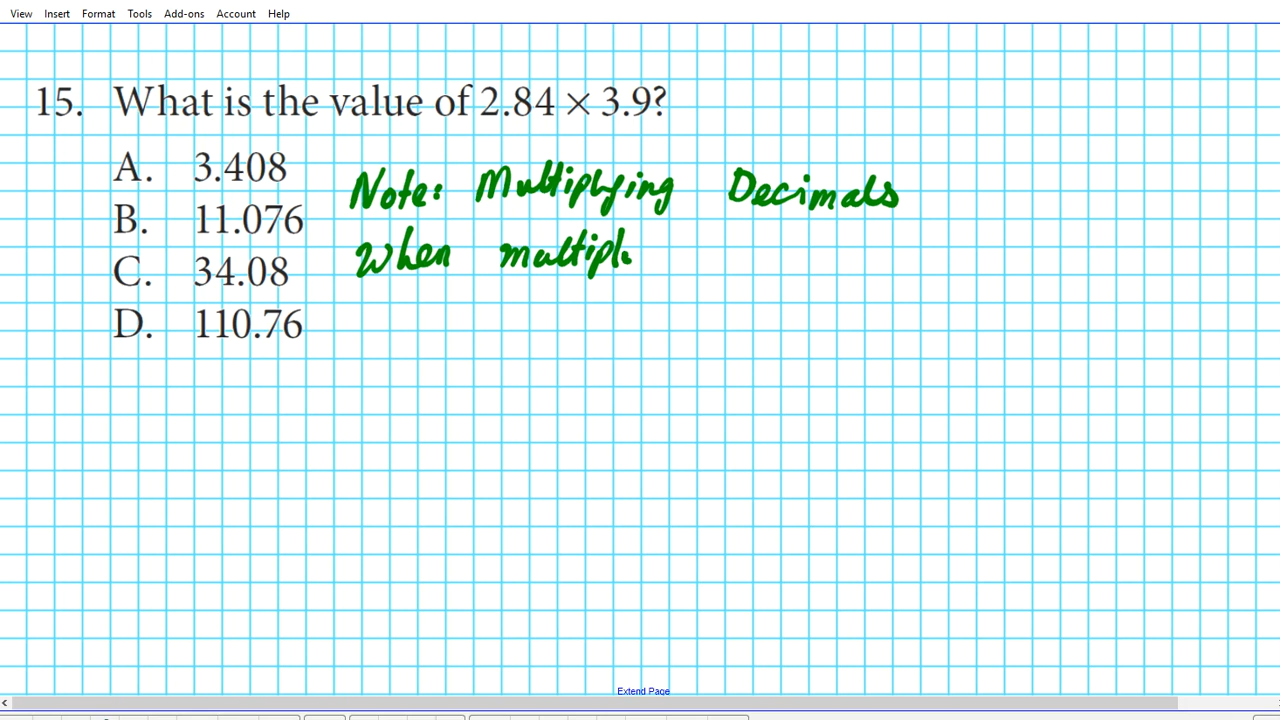 View Insert Format Tools Add-ons Account Help
15. What is the value of 2.84 × 3.9?
A. 3.408
B. 11.076
C. 34.08
D. 110.76
Note: Multiplying Decimals
When multipl
Extend Page